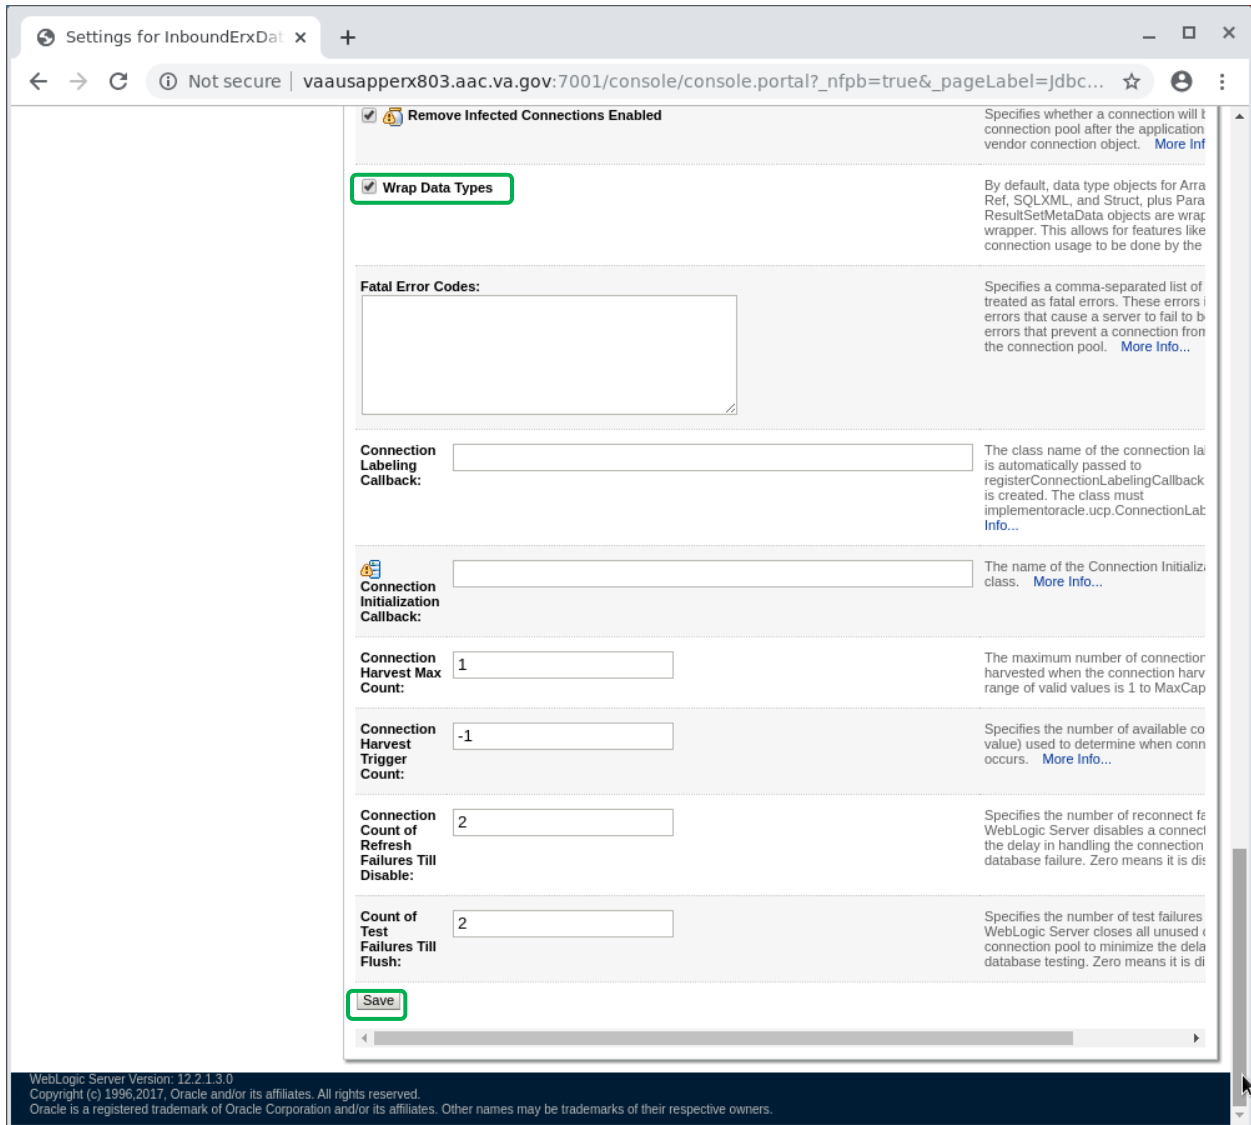 Settings for InboundErxDat
Not secure | vaausapperx803.aac.va.gov:7001/console/console.portal?_nfpb=true&_pageLabel=Jdbc...
Remove Infected Connections Enabled
Specifies whether a connection will b
connection pool after the application
vendor connection object. More Inf
Wrap Data Types
By default, data type objects for Arra
Ref, SQLXML, and Struct, plus Para
ResultSetMetaData objects are wrap
wrapper. This allows for features like
connection usage to be done by the
Fatal Error Codes:
Specifies a comma-separated list of
treated as fatal errors. These errors i
errors that cause a server to fail to b
errors that prevent a connection from
the connection pool. More Info...
Connection
Labeling
Callback:
The class name of the connection la
is automatically passed to
registerConnectionLabelingCallback
is created. The class must
implementoracle.ucp.ConnectionLab
Info...
Connection
Initialization
Callback:
The name of the Connection Initializa
class. More Info...
Connection
Harvest Max
Count:
1
The maximum number of connection
harvested when the connection harv
range of valid values is 1 to MaxCap
Connection
Harvest
Trigger
Count:
-1
Specifies the number of available co
value) used to determine when conn
occurs. More Info...
Connection
Count of
Refresh
Failures Till
Disable:
2
Specifies the number of reconnect fa
WebLogic Server disables a connect
the delay in handling the connection
database failure. Zero means it is dis
Count of
Test
Failures Till
Flush:
2
Specifies the number of test failures
WebLogic Server closes all unused c
connection pool to minimize the dela
database testing. Zero means it is di
Save
WebLogic Server Version: 12.2.1.3.0
Copyright (c) 1996,2017, Oracle and/or its affiliates. All rights reserved.
Oracle is a registered trademark of Oracle Corporation and/or its affiliates. Other names may be trademarks of their respective owners.